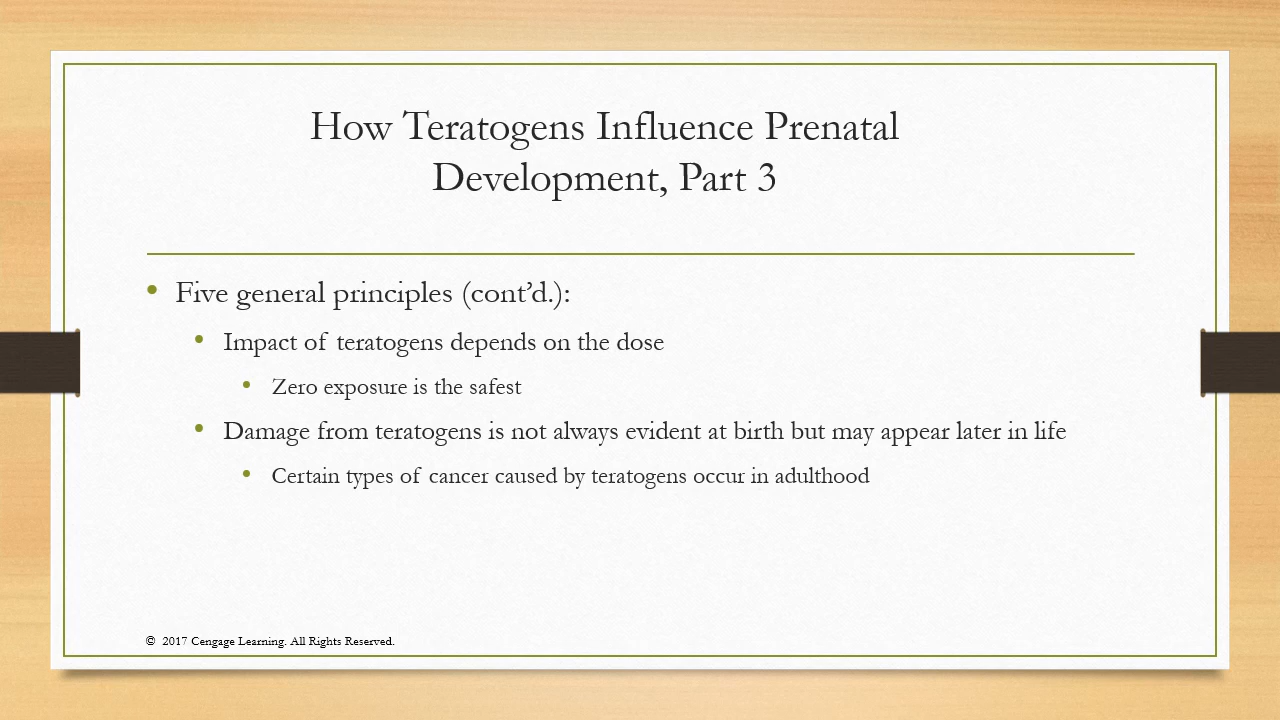 How Teratogens Influence Prenatal
Development, Part 3
• Five general principles (cont’d.):
• Impact of teratogens depends on the dose
• Zero exposure is the safest
• Damage from teratogens is not always evident at birth but may appear later in life
• Certain types of cancer caused by teratogens occur in adulthood
© 2017 Cengage Learning. All Rights Reserved.